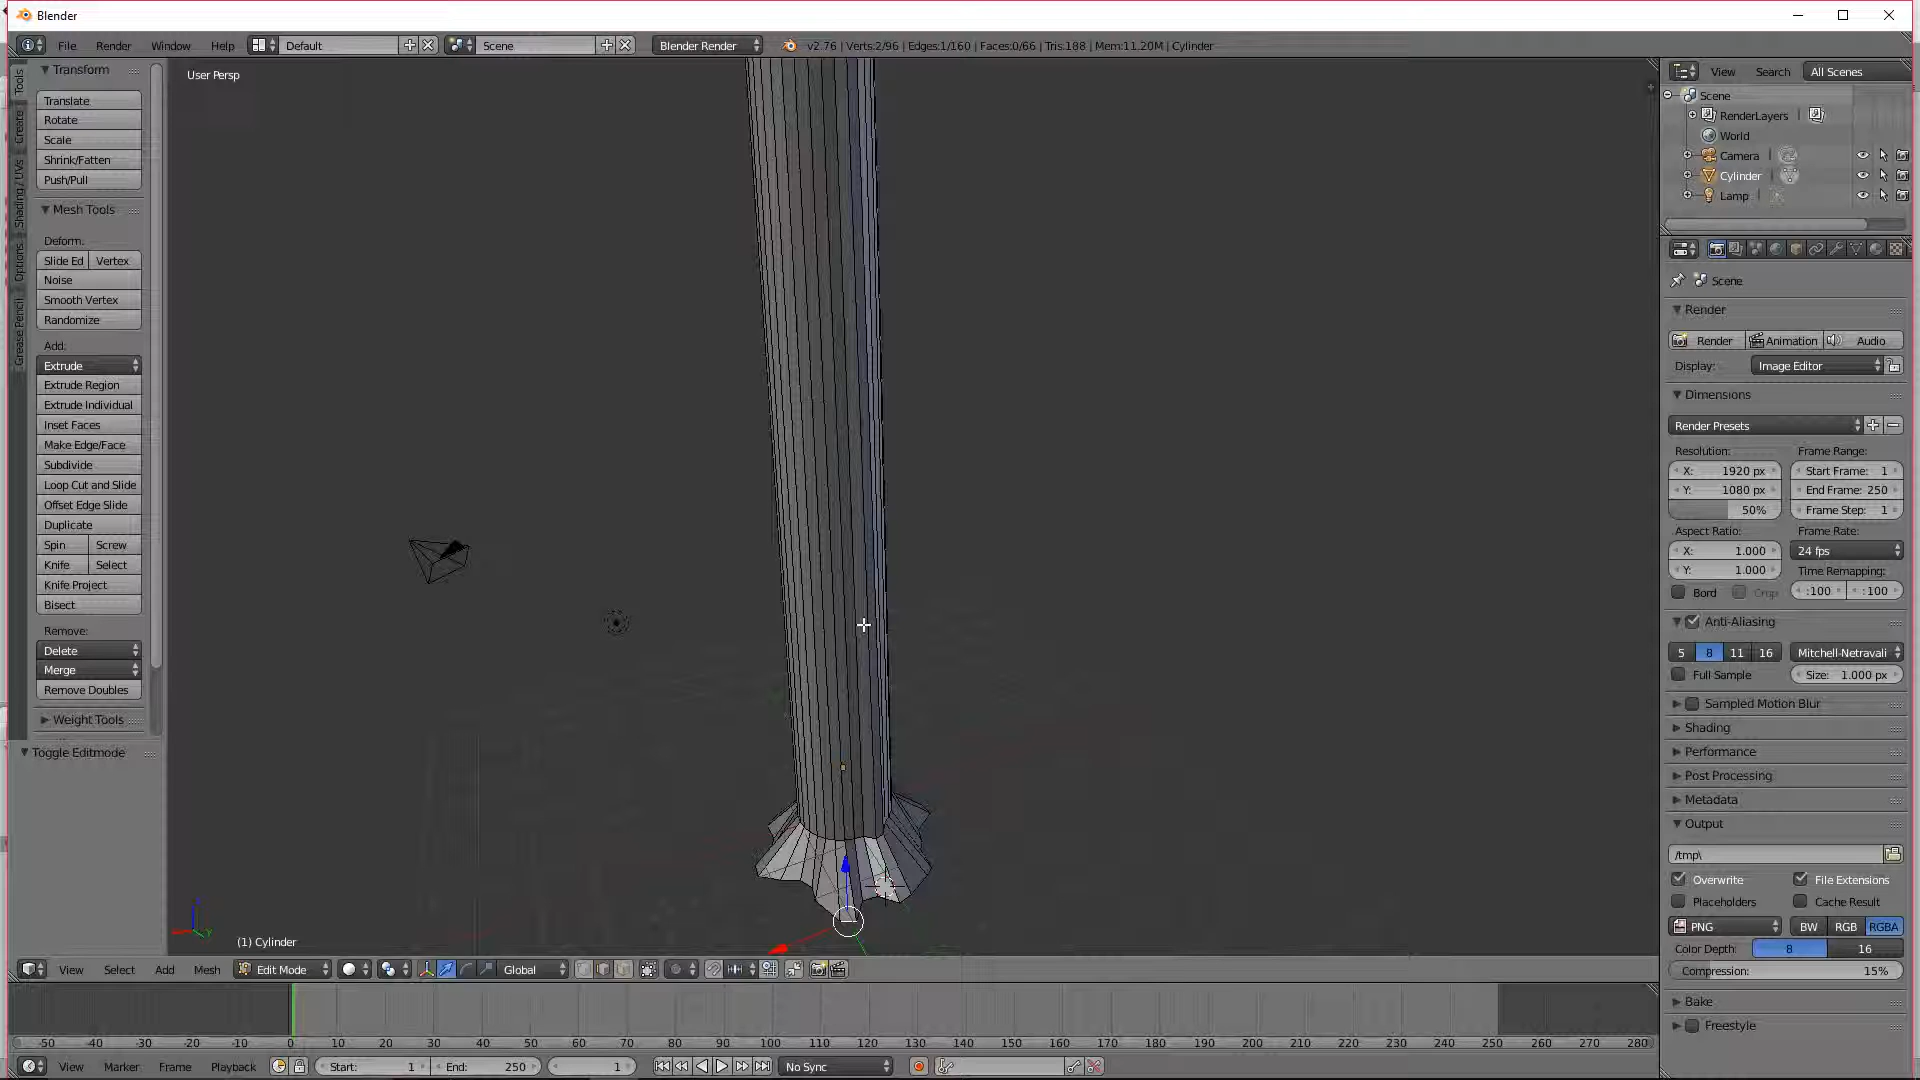 Blender
File Render Window Help Default Scene Blender Render v2.76 | Verts:2/96 | Edges:1/160 | Faces:0/66 | Tris:188 | Mem:11.20M | Cylinder
Tools
Create
Shading / UVs
Options
Grease Pencil
Transform
Translate
Rotate
Scale
Shrink/Fatten
Push/Pull
Mesh Tools
Deform:
Slide Ed Vertex
Noise
Smooth Vertex
Randomize
Add:
Extrude
Extrude Region
Extrude Individual
Inset Faces
Make Edge/Face
Subdivide
Loop Cut and Slide
Offset Edge Slide
Duplicate
Spin Screw
Knife Select
Knife Project
Bisect
Remove:
Delete
Merge
Remove Doubles
Weight Tools
Toggle Editmode
User Persp
(1) Cylinder
View Select Add Mesh Edit Mode Global
-50 -40 -30 -20 -10 0 10 20 30 40 50 60 70 80 90 100 110 120 130 140 150 160 170 180 190 200 210 220 230 240 250 260 270 280
View Marker Frame Playback Start: 1 End: 250 1 No Sync
View Search All Scenes
Scene
RenderLayers
World
Camera
Cylinder
Lamp
Scene
Render
Render Animation Audio
Display: Image Editor
Dimensions
Render Presets
Resolution: Frame Range:
X: 1920 px Start Frame: 1
Y: 1080 px End Frame: 250
50% Frame Step: 1
Aspect Ratio: Frame Rate:
X: 1.000 24 fps
Y: 1.000 Time Remapping:
Bord Crop :100 :100
Anti-Aliasing
5 8 11 16 Mitchell-Netravali
Full Sample Size: 1.000 px
Sampled Motion Blur
Shading
Performance
Post Processing
Metadata
Output
/tmp\
Overwrite File Extensions
Placeholders Cache Result
PNG BW RGB RGBA
Color Depth: 8 16
Compression: 15%
Bake
Freestyle